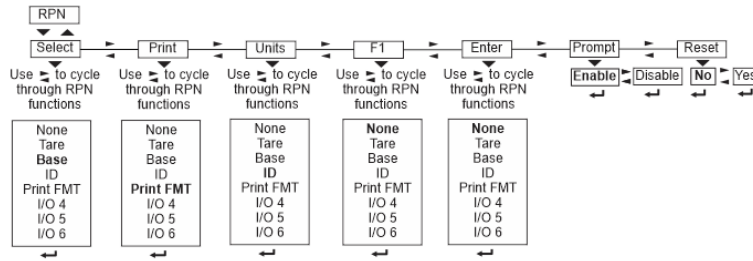 RPN
Select Print Units F1 Enter Prompt Reset
Use to cycle through RPN functions
Use to cycle through RPN functions
Use to cycle through RPN functions
Use to cycle through RPN functions
Use to cycle through RPN functions
Enable Disable No Yes
None
Tare
Base
ID
Print FMT
I/O 4
I/O 5
I/O 6
None
Tare
Base
ID
Print FMT
I/O 4
I/O 5
I/O 6
None
Tare
Base
ID
Print FMT
I/O 4
I/O 5
I/O 6
None
Tare
Base
ID
Print FMT
I/O 4
I/O 5
I/O 6
None
Tare
Base
ID
Print FMT
I/O 4
I/O 5
I/O 6